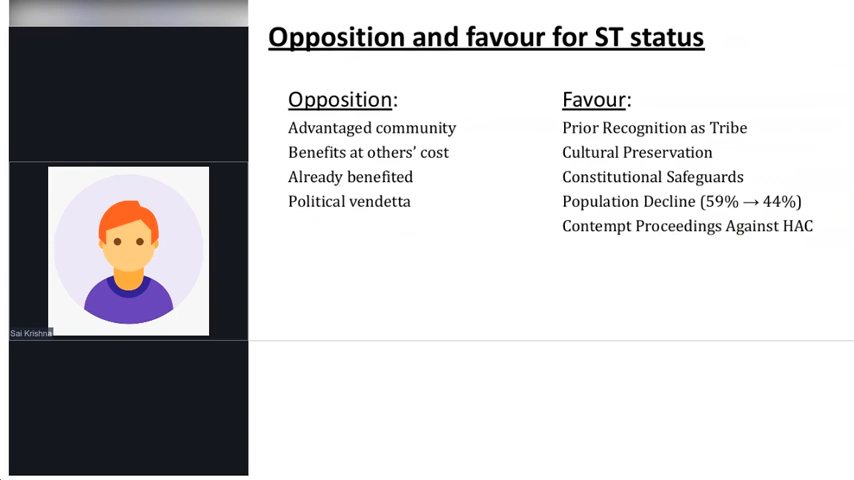 Opposition and favour for ST status
Opposition:
Advantaged community
Benefits at others’ cost
Already benefited
Political vendetta
Favour:
Prior Recognition as Tribe
Cultural Preservation
Constitutional Safeguards
Population Decline (59% → 44%)
Contempt Proceedings Against HAC
Sai Krishna